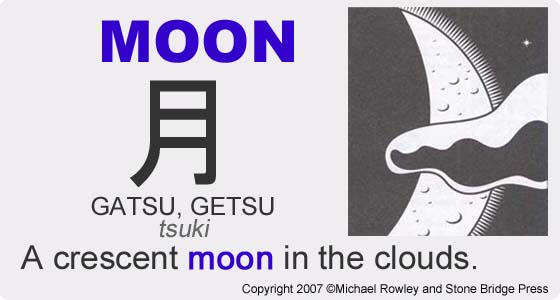 MOON
月
GATSU, GETSU
tsuki
A crescent moon in the clouds.
Copyright 2007 ©Michael Rowley and Stone Bridge Press